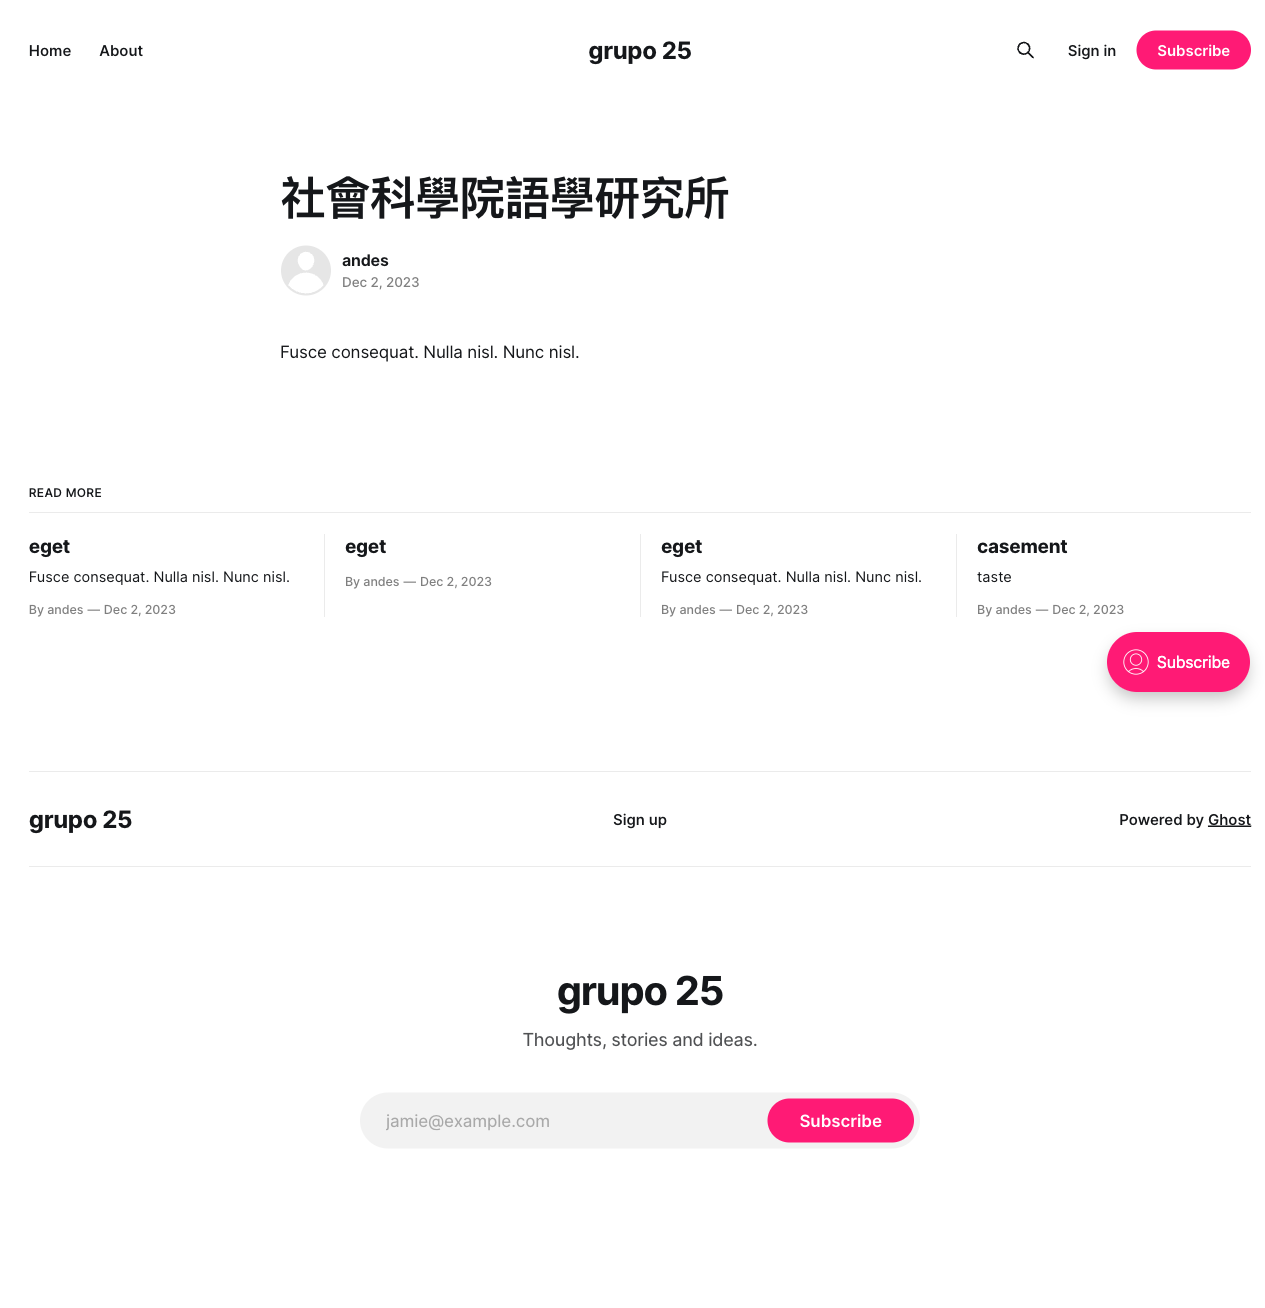 Home About grupo 25 Sign in Subscribe
社會科學院語學研究所
andes
Dec 2, 2023
Fusce consequat. Nulla nisl. Nunc nisl.
READ MORE
eget
Fusce consequat. Nulla nisl. Nunc nisl.
By andes — Dec 2, 2023
eget
By andes — Dec 2, 2023
eget
Fusce consequat. Nulla nisl. Nunc nisl.
By andes — Dec 2, 2023
casement
taste
By andes — Dec 2, 2023
Subscribe
grupo 25 Sign up Powered by Ghost
grupo 25
Thoughts, stories and ideas.
jamie@example.com Subscribe